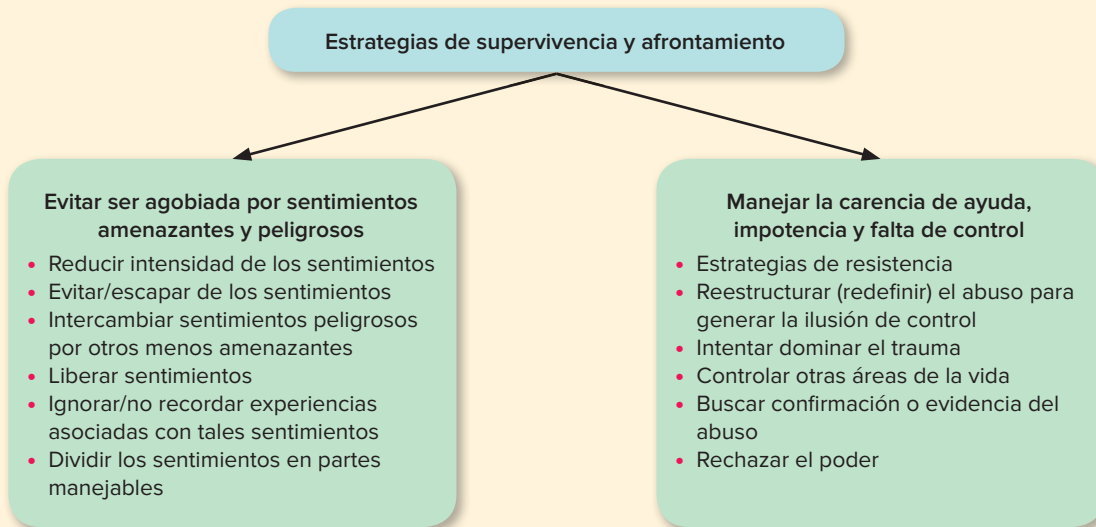 Estrategias de supervivencia y afrontamiento
Evitar ser agobiada por sentimientos
amenazantes y peligrosos
• Reducir intensidad de los sentimientos
• Evitar/escapar de los sentimientos
• Intercambiar sentimientos peligrosos
por otros menos amenazantes
• Liberar sentimientos
• Ignorar/no recordar experiencias
asociadas con tales sentimientos
• Dividir los sentimientos en partes
manejables
Manejar la carencia de ayuda,
impotencia y falta de control
• Estrategias de resistencia
• Reestructurar (redefinir) el abuso para
generar la ilusión de control
• Intentar dominar el trauma
• Controlar otras áreas de la vida
• Buscar confirmación o evidencia del
abuso
• Rechazar el poder